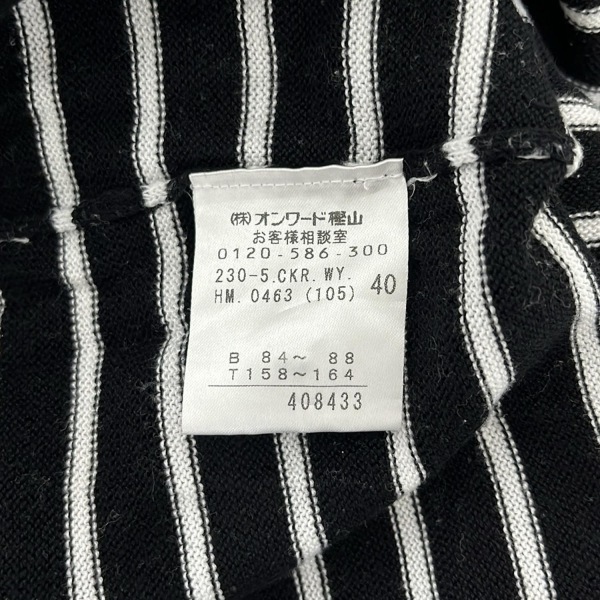 (株)オンワード樫山
お客様相談室
0120-586-300
230-5.CKR.WY.
HM.0463 (105) 40
B 84〜 88
T158〜164
408433